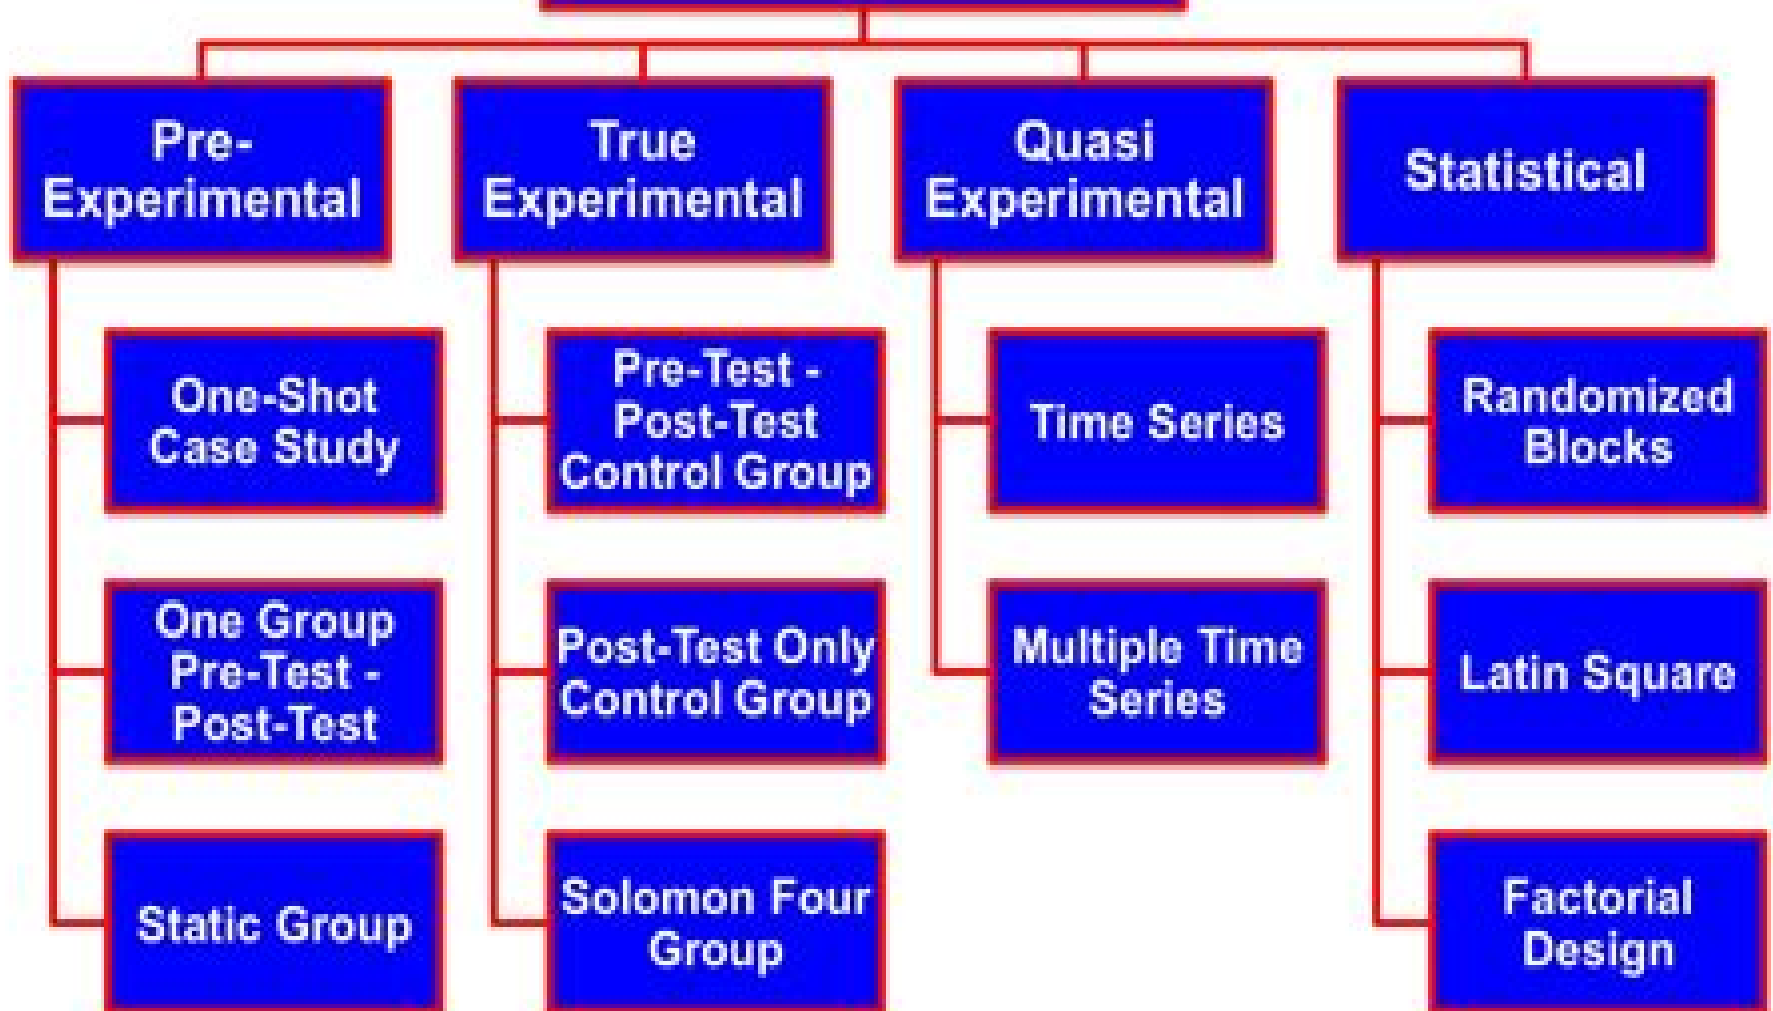 Pre-
Experimental
True
Experimental
Quasi
Experimental
Statistical
One-Shot
Case Study
Pre-Test -
Post-Test
Control Group
Time Series
Randomized
Blocks
One Group
Pre-Test -
Post-Test
Post-Test Only
Control Group
Multiple Time
Series
Latin Square
Static Group
Solomon Four
Group
Factorial
Design